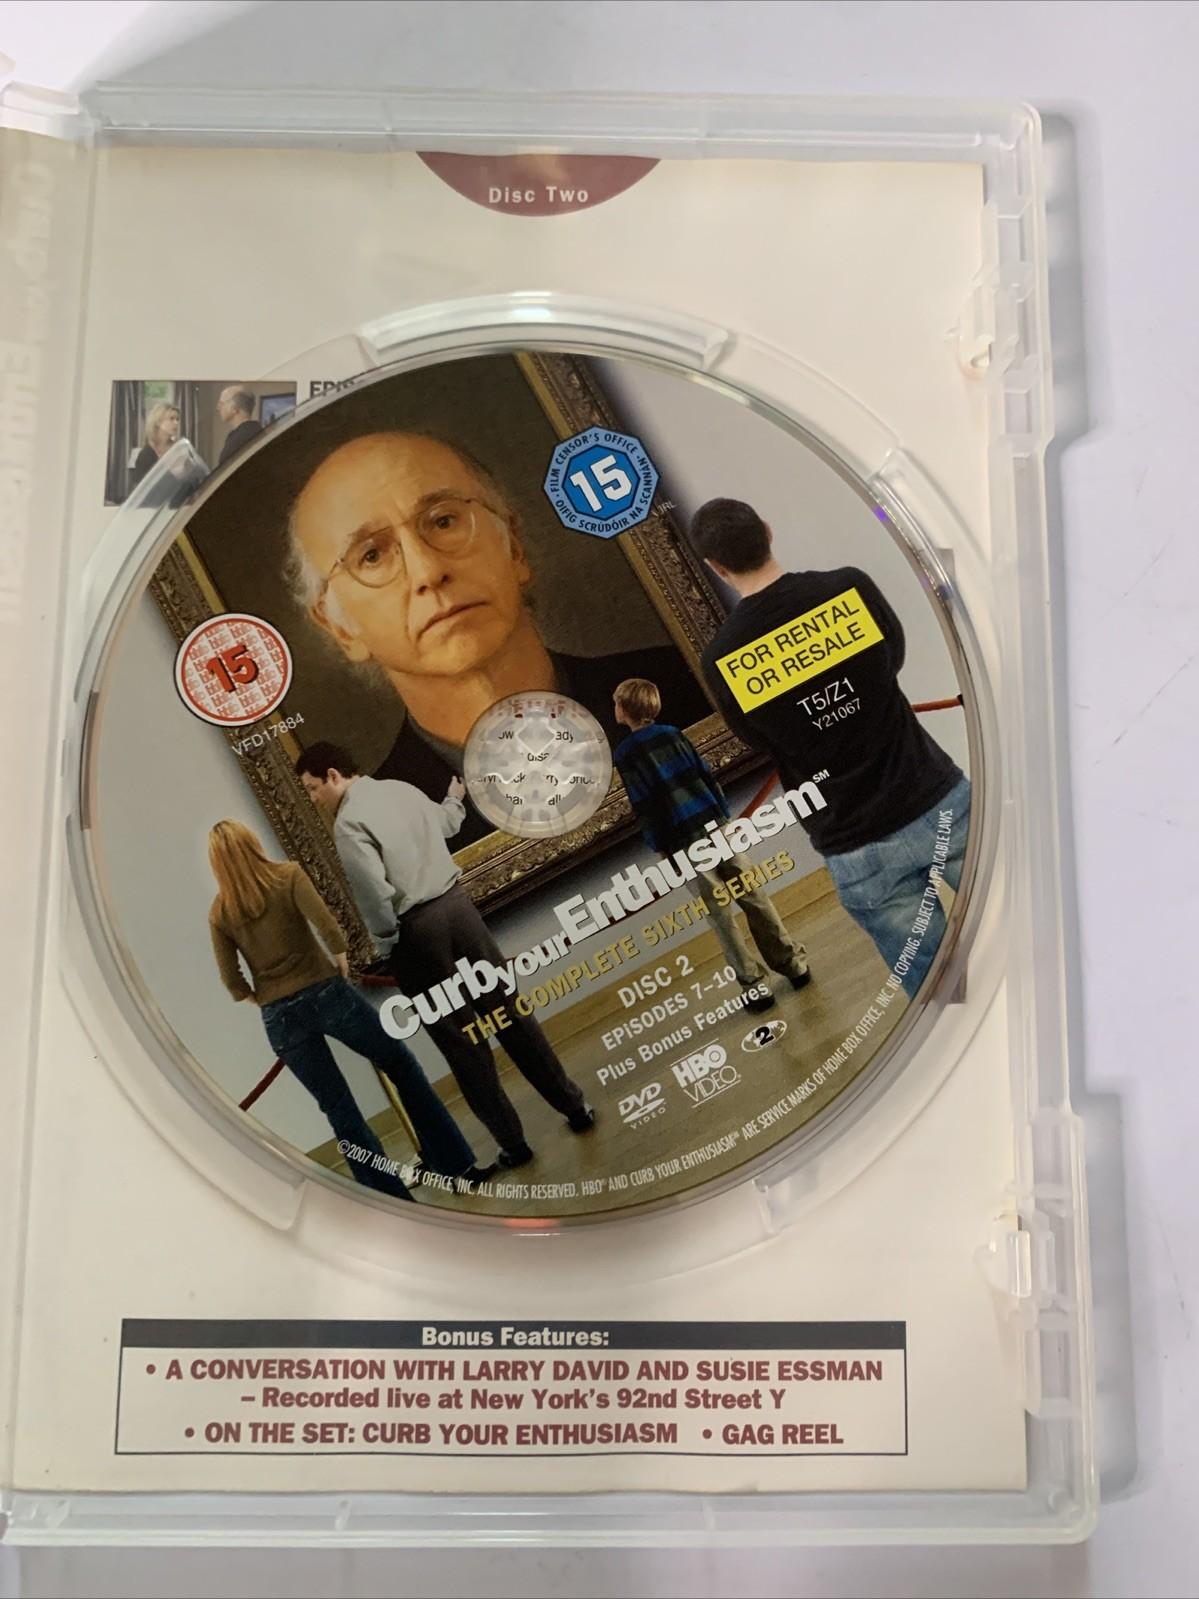 Disc Two
FILM CENSOR'S OFFICE
15
OIFIG SCRÚDÓIR NA SCANNÁN
IRL
15
VFD17884
FOR RENTAL
OR RESALE
T5/Z1
Y21067
Curb your Enthusiasm℠
THE COMPLETE SIXTH SERIES
DISC 2
EPiSODES 7–10
Plus Bonus Features
DVD
VIDEO
HBO
VIDEO®
2
©2007 HOME BOX OFFICE, INC. ALL RIGHTS RESERVED. HBO® AND CURB YOUR ENTHUSIASM℠ ARE SERVICE MARKS OF HOME BOX OFFICE, INC. NO COPYING. SUBJECT TO APPLICABLE LAWS.
Bonus Features:
• A CONVERSATION WITH LARRY DAVID AND SUSIE ESSMAN
– Recorded live at New York's 92nd Street Y
• ON THE SET: CURB YOUR ENTHUSIASM • GAG REEL